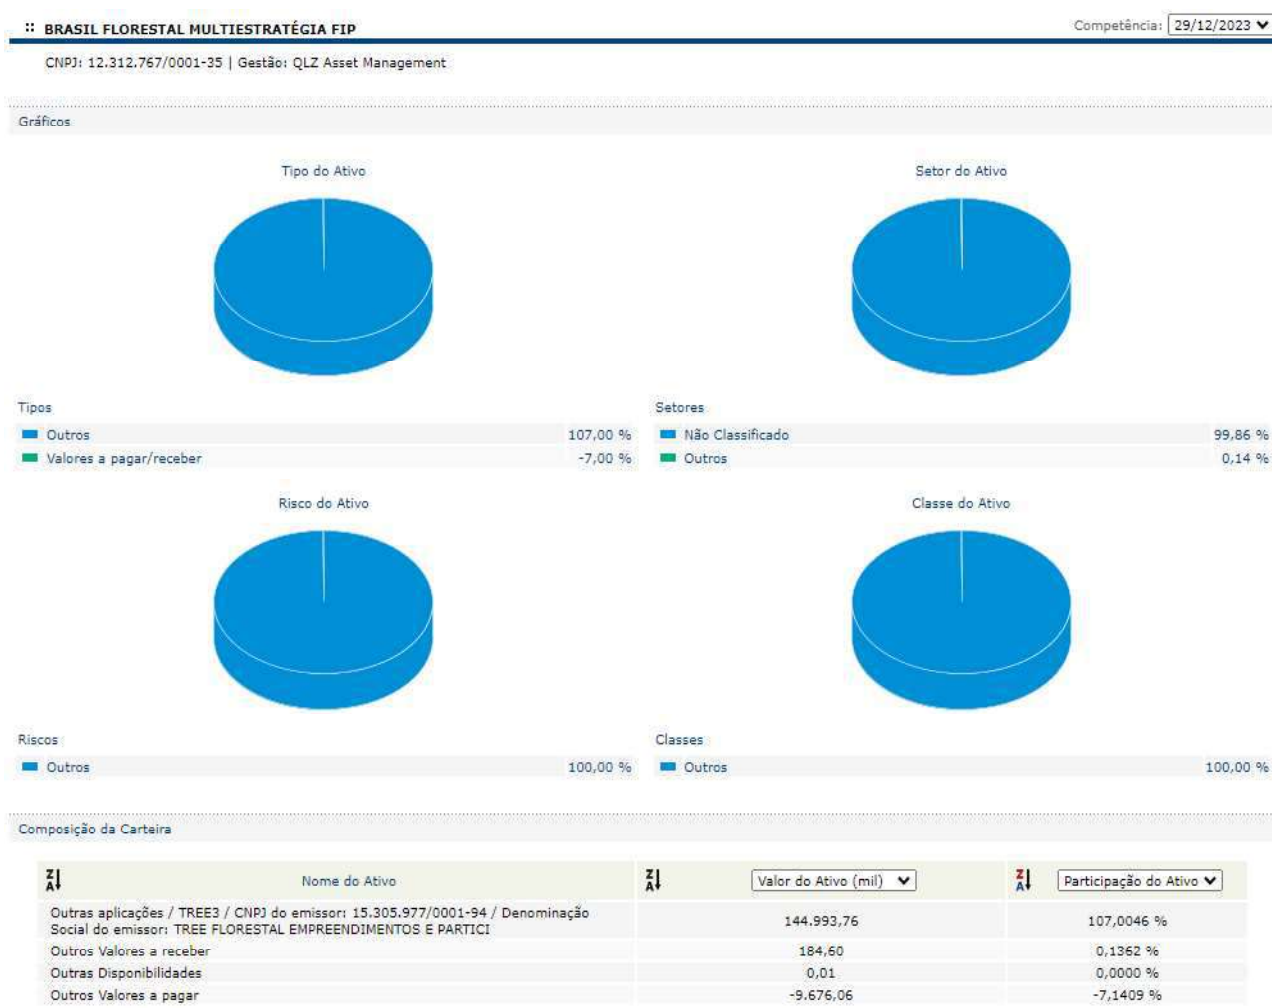 BRASIL FLORESTAL MULTIESTRATÉGIA FIP
Competência: 29/12/2023
CNPJ: 12.312.767/0001-35 | Gestão: QLZ Asset Management
Gráficos
Tipo do Ativo
Setor do Ativo
Tipos
Outros 107,00 %
Valores a pagar/receber -7,00 %
Setores
Não Classificado 99,86 %
Outros 0,14 %
Risco do Ativo
Classe do Ativo
Riscos
Outros 100,00 %
Classes
Outros 100,00 %
Composição da Carteira
Nome do Ativo Valor do Ativo (mil) Participação do Ativo
Outras aplicações / TREE3 / CNPJ do emissor: 15.305.977/0001-94 / Denominação
Social do emissor: TREE FLORESTAL EMPREENDIMENTOS E PARTICI 144.993,76 107,0046 %
Outros Valores a receber 184,60 0,1362 %
Outras Disponibilidades 0,01 0,0000 %
Outros Valores a pagar -9.676,06 -7,1409 %